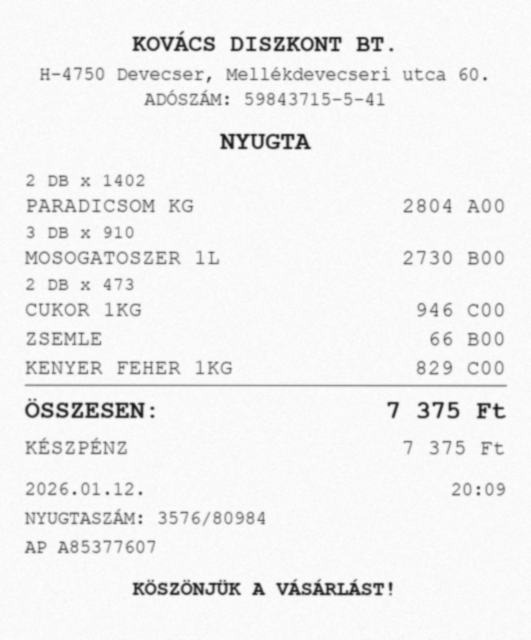 KOVÁCS DISZKONT BT.
H-4750 Devecser, Mellékdevecseri utca 60.
ADÓSZÁM: 59843715-5-41
NYUGTA
2 DB x 1402
PARADICSOM KG 2804 A00
3 DB x 910
MOSOGATOSZER 1L 2730 B00
2 DB x 473
CUKOR 1KG 946 C00
ZSEMLE 66 B00
KENYER FEHER 1KG 829 C00
ÖSSZESEN: 7 375 Ft
KÉSZPÉNZ 7 375 Ft
2026.01.12. 20:09
NYUGTASZÁM: 3576/80984
AP A85377607
KÖSZÖNJÜK A VÁSÁRLÁST!